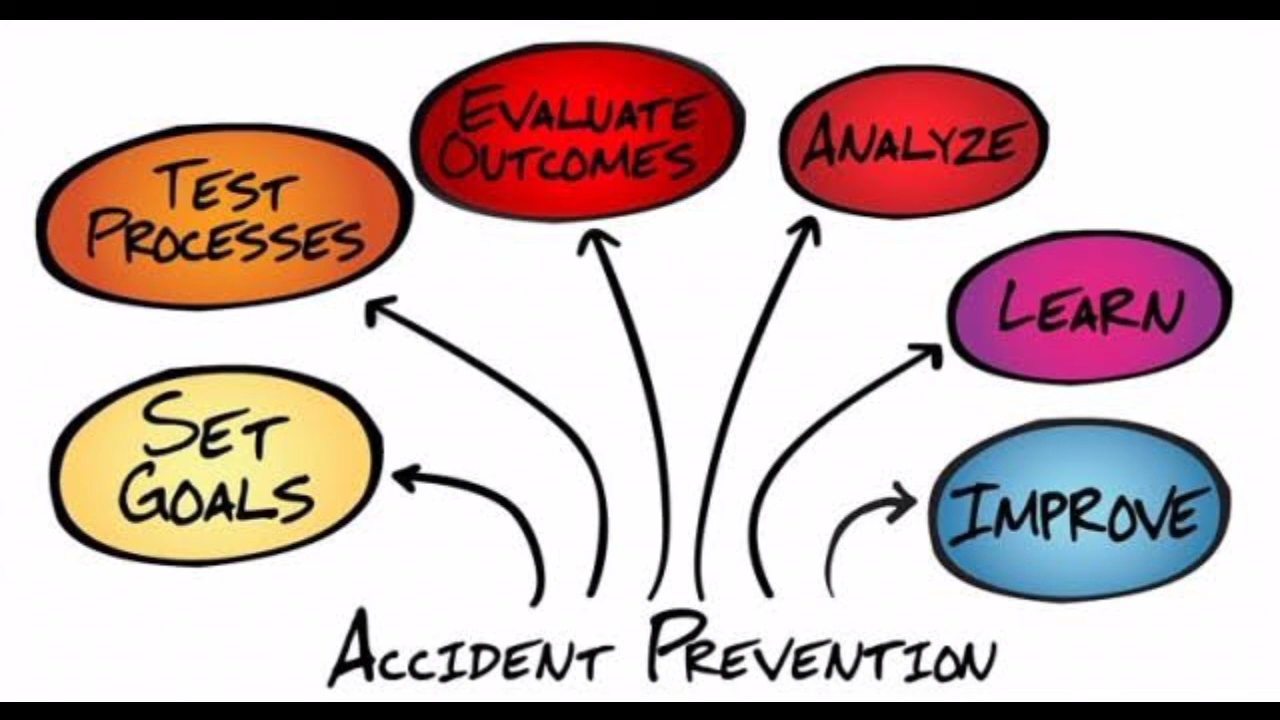 EVALUATE
OUTCOMES
ANALYZE
TEST
PROCESSES
LEARN
SET
GOALS
IMPROVE
ACCIDENT PREVENTION